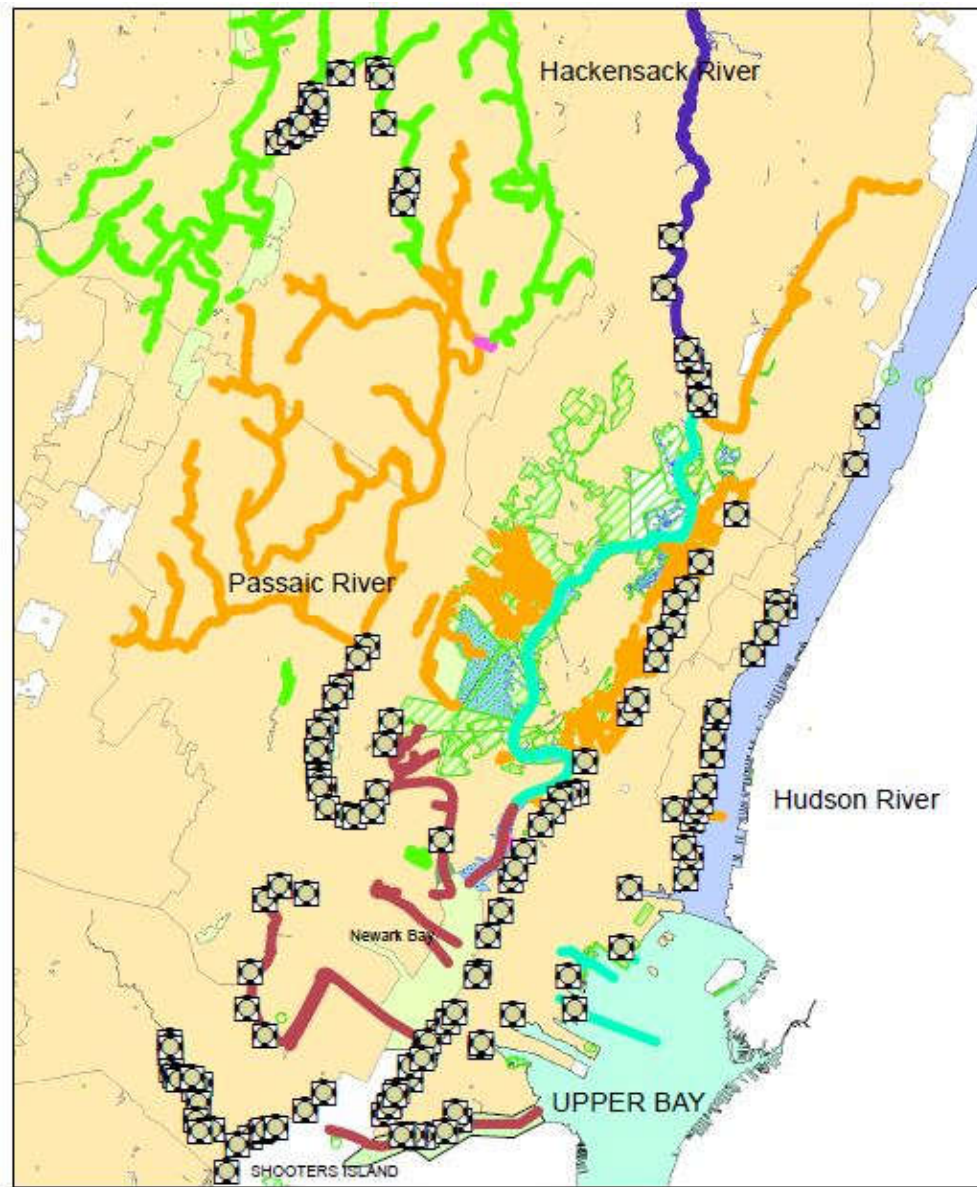 Hackensack River
Passaic River
Hudson River
Newark Bay
UPPER BAY
SHOOTERS ISLAND